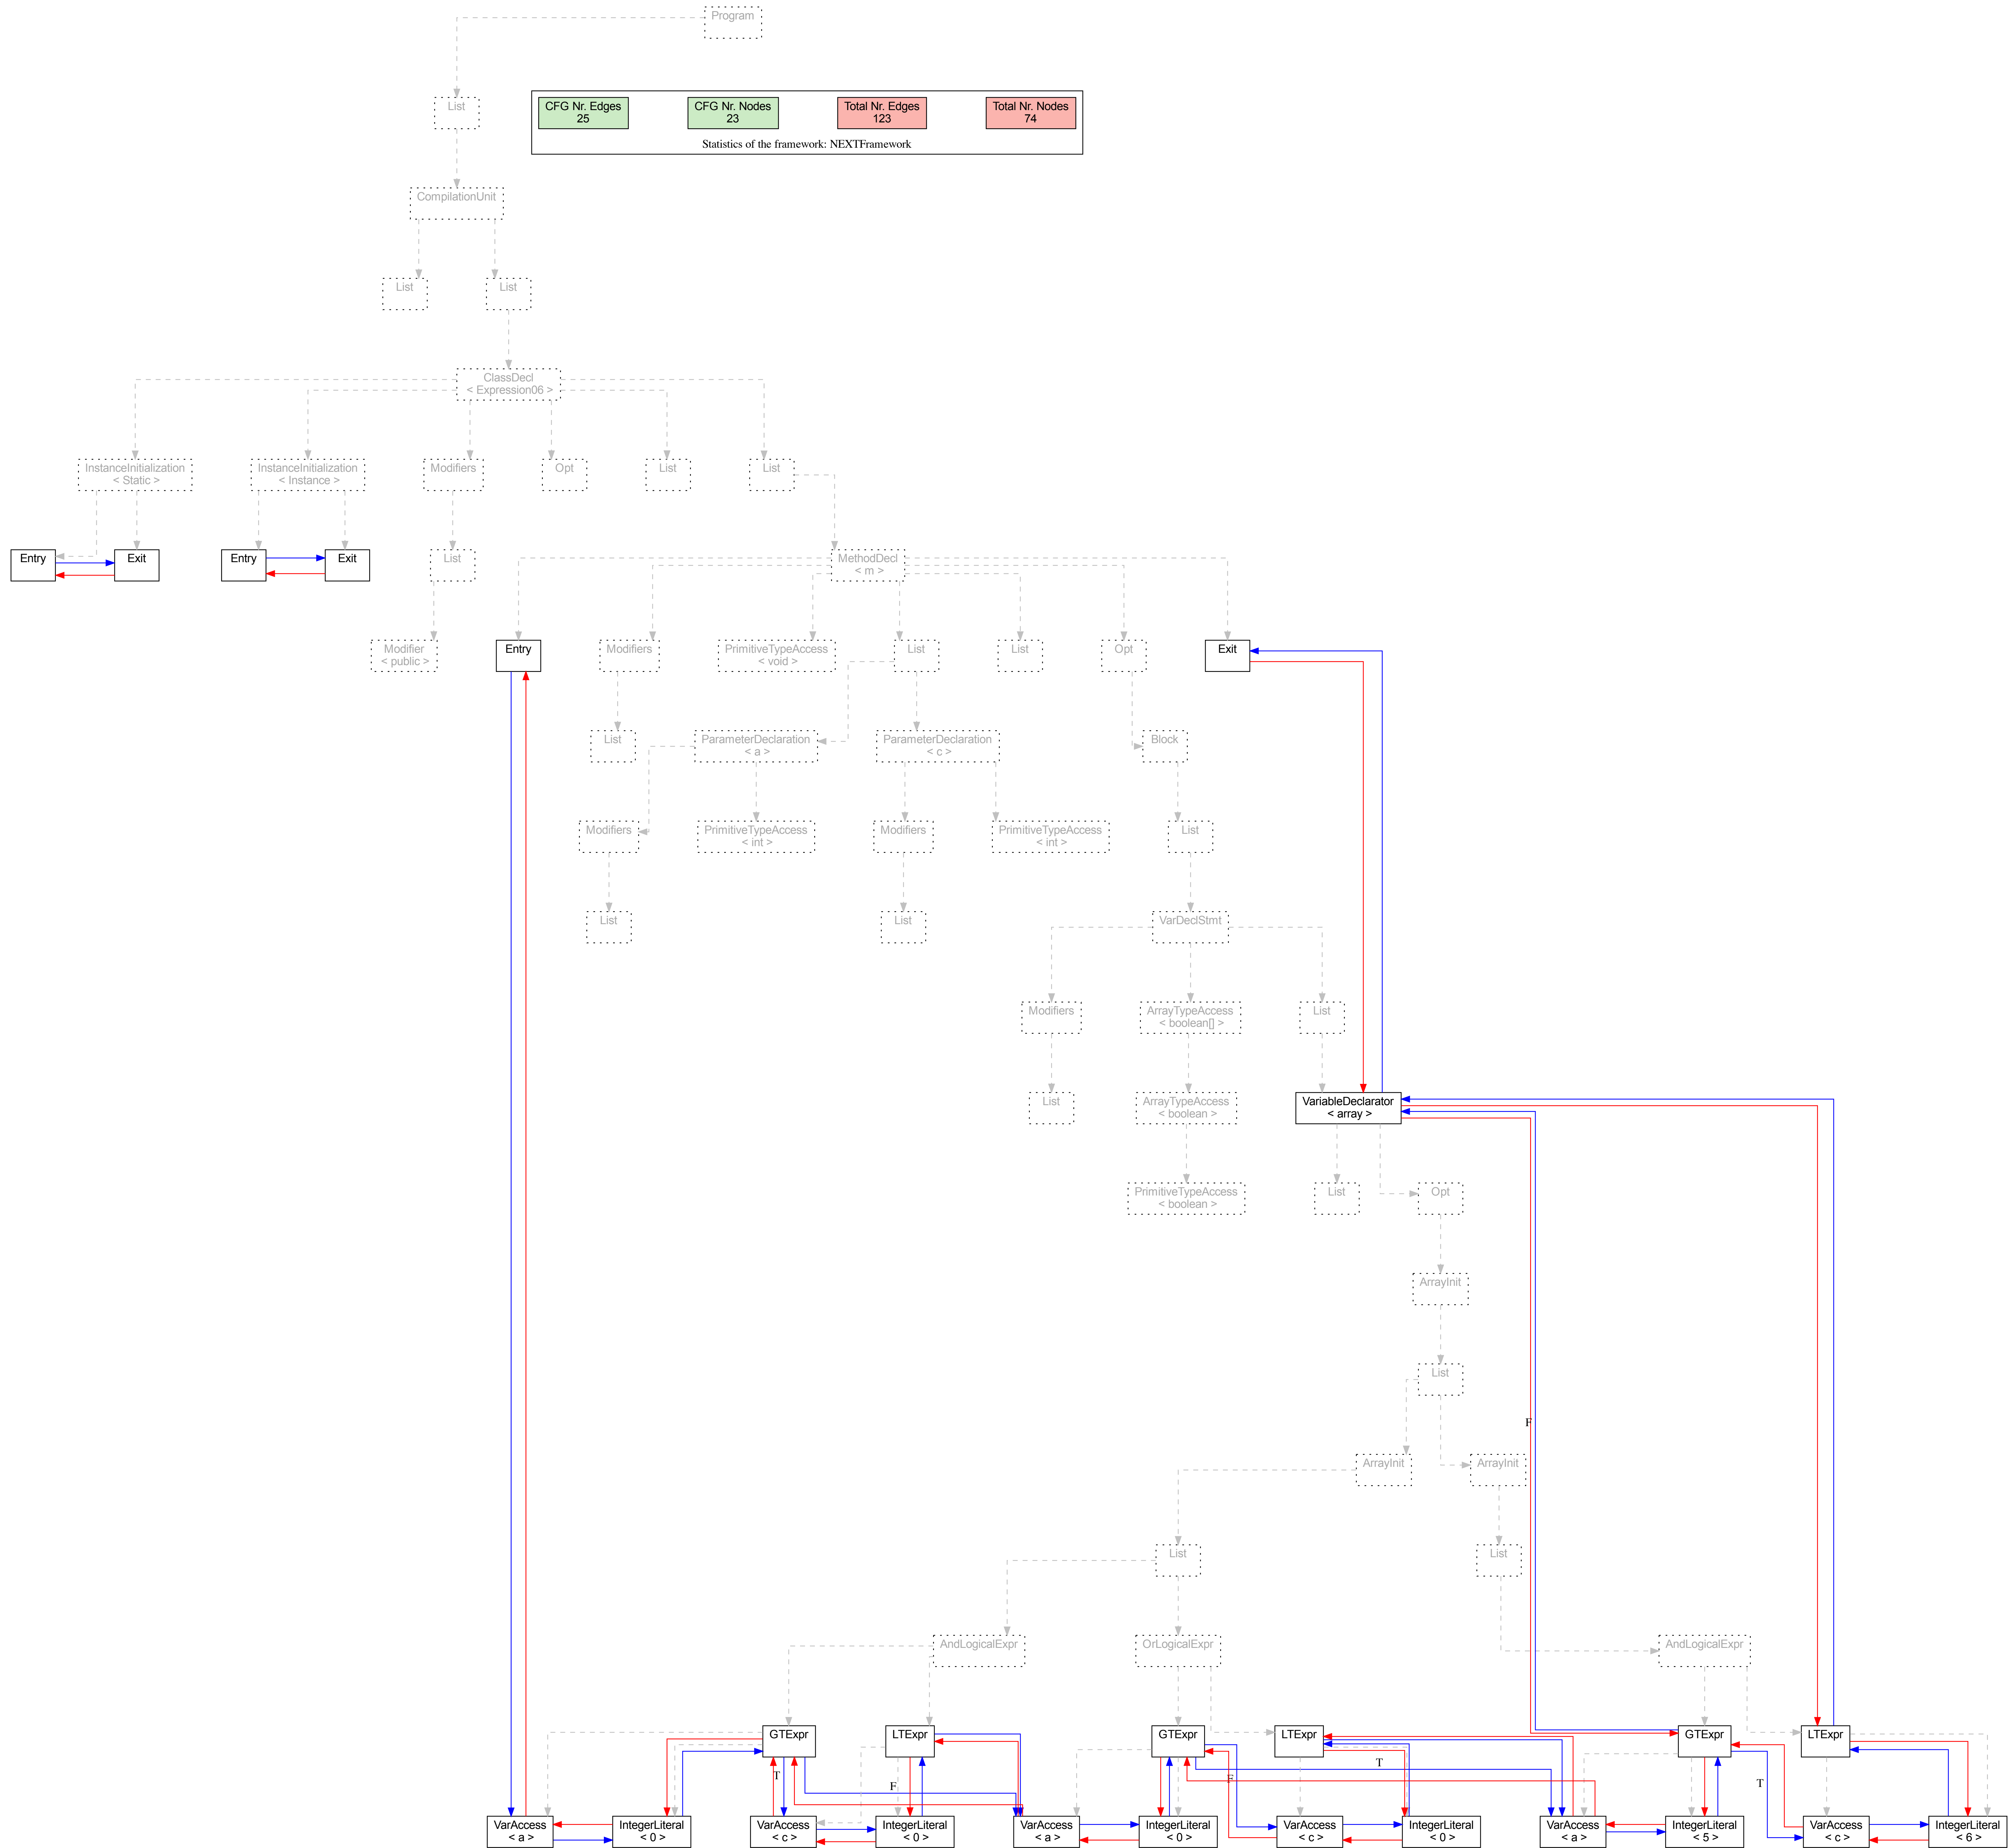 Program
List
CFG Nr. Edges
25
CFG Nr. Nodes
23
Total Nr. Edges
123
Total Nr. Nodes
74
Statistics of the framework: NEXTFramework
CompilationUnit
List
List
ClassDecl
< Expression06 >
InstanceInitialization
< Static >
InstanceInitialization
< Instance >
Modifiers
Opt
List
List
Entry
Exit
Entry
Exit
List
MethodDecl
< m >
Modifier
< public >
Entry
Modifiers
PrimitiveTypeAccess
< void >
List
List
Opt
Exit
List
ParameterDeclaration
< a >
ParameterDeclaration
< c >
Block
Modifiers
PrimitiveTypeAccess
< int >
Modifiers
PrimitiveTypeAccess
< int >
List
List
List
VarDeclStmt
Modifiers
ArrayTypeAccess
< boolean[] >
List
List
ArrayTypeAccess
< boolean >
VariableDeclarator
< array >
PrimitiveTypeAccess
< boolean >
List
Opt
ArrayInit
List
F
ArrayInit
ArrayInit
List
List
AndLogicalExpr
OrLogicalExpr
AndLogicalExpr
GTExpr
LTExpr
GTExpr
LTExpr
GTExpr
LTExpr
T
F
F
T
T
VarAccess
< a >
IntegerLiteral
< 0 >
VarAccess
< c >
IntegerLiteral
< 0 >
VarAccess
< a >
IntegerLiteral
< 0 >
VarAccess
< c >
IntegerLiteral
< 0 >
VarAccess
< a >
IntegerLiteral
< 5 >
VarAccess
< c >
IntegerLiteral
< 6 >